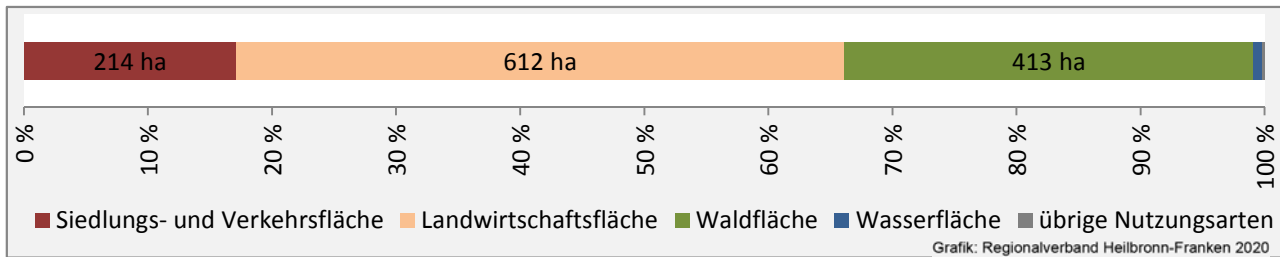 214 ha 612 ha 413 ha
0 % 10 % 20 % 30 % 40 % 50 % 60 % 70 % 80 % 90 % 100 %
Siedlungs- und Verkehrsfläche Landwirtschaftsfläche Waldfläche Wasserfläche übrige Nutzungsarten
Grafik: Regionalverband Heilbronn-Franken 2020